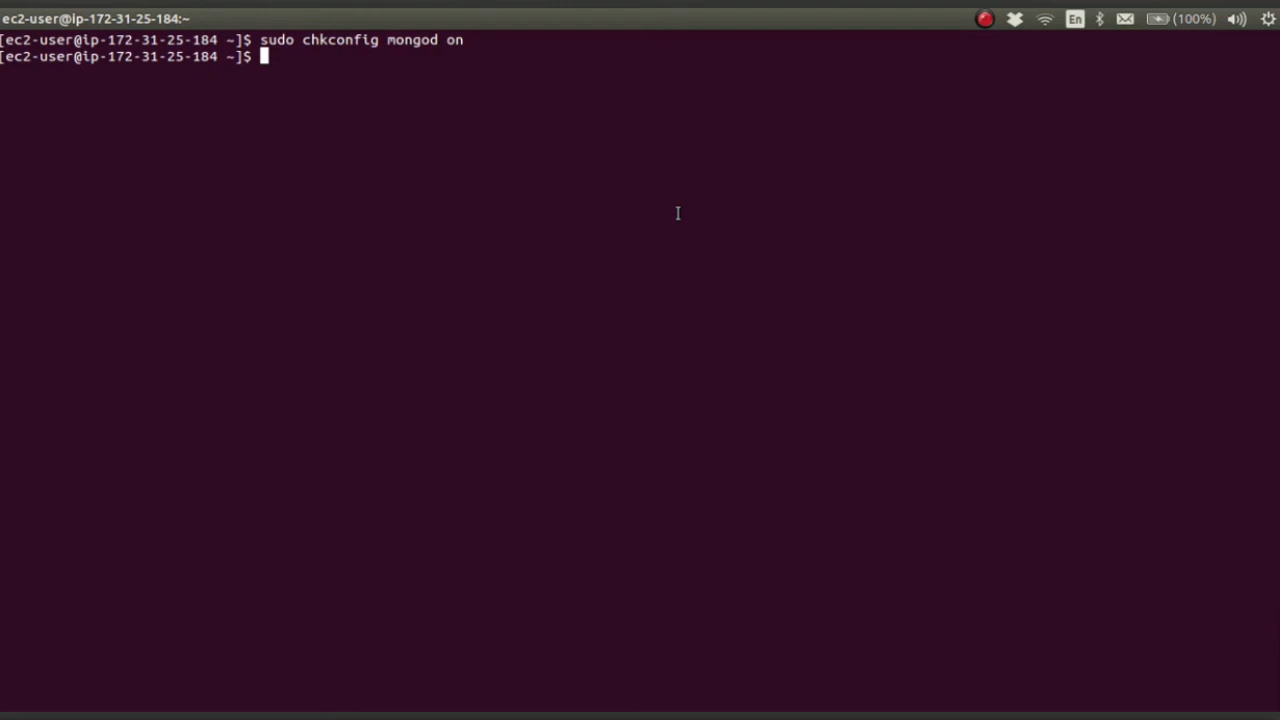 ec2-user@ip-172-31-25-184:~
En
(100%)
[ec2-user@ip-172-31-25-184 ~]$ sudo chkconfig mongod on
[ec2-user@ip-172-31-25-184 ~]$